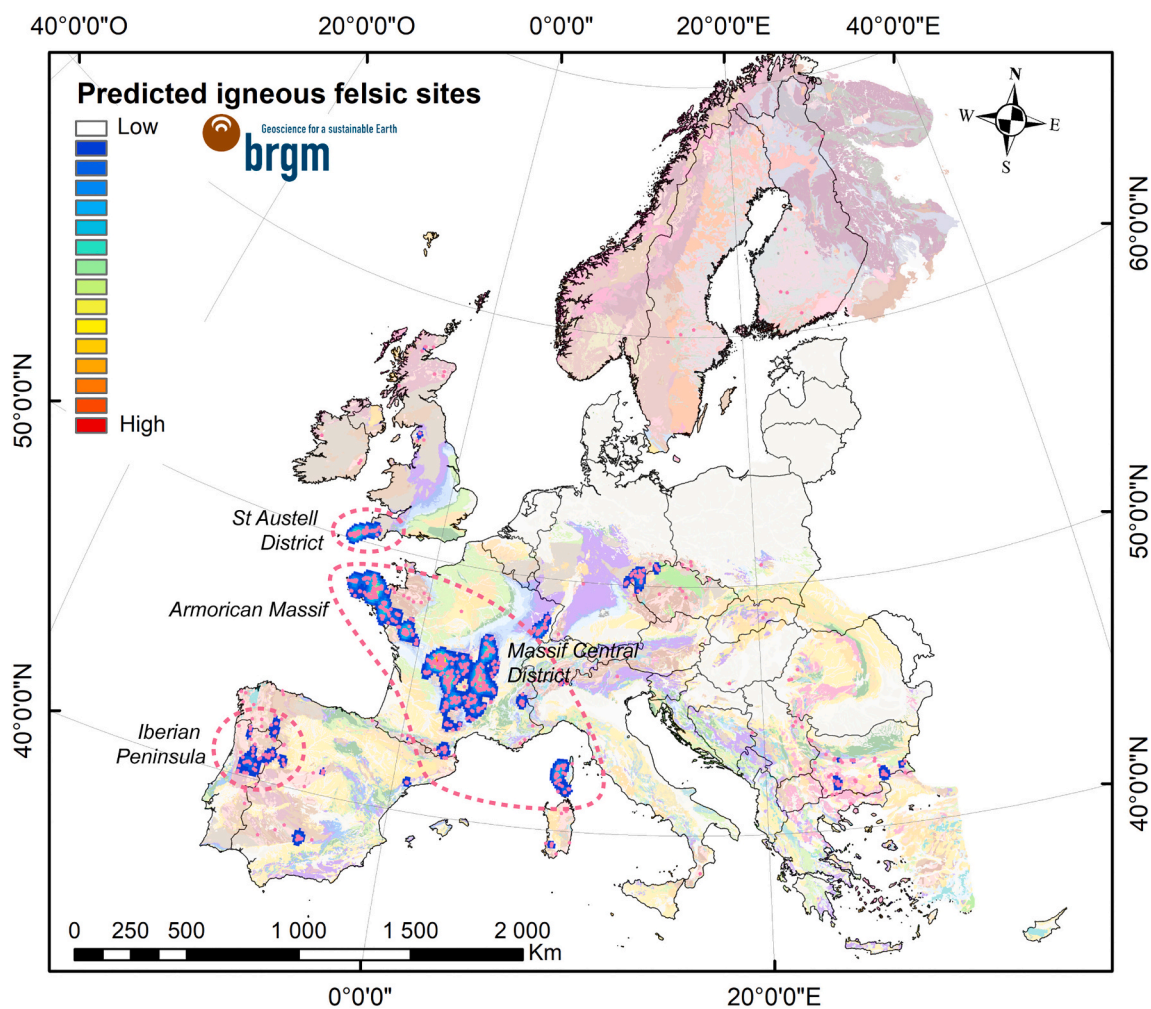 40°0'0"O
20°0'0"O
0°0'0"
20°0'0"E
40°0'0"E
Predicted igneous felsic sites
Low
High
Geoscience for a sustainable Earth
brgm
N
W
E
S
60°0'0"N
50°0'0"N
50°0'0"N
40°0'0"N
40°0'0"N
St Austell
District
Armorican Massif
Massif Central
District
Iberian
Peninsula
0 250 500 1 000 1 500 2 000
Km
0°0'0"
20°0'0"E